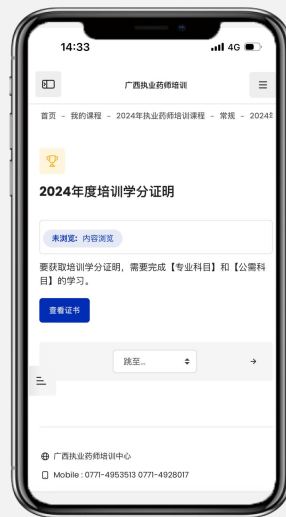 14:33
4G
广西执业药师培训
首页 - 我的课程 - 2024年执业药师培训课程 - 常规 - 2024年
2024年度培训学分证明
未浏览: 内容浏览
要获取培训学分证明，需要完成【专业科目】和【公需科
目】的学习。
查看证书
跳至...
广西执业药师培训中心
Mobile : 0771-4953513 0771-4928017